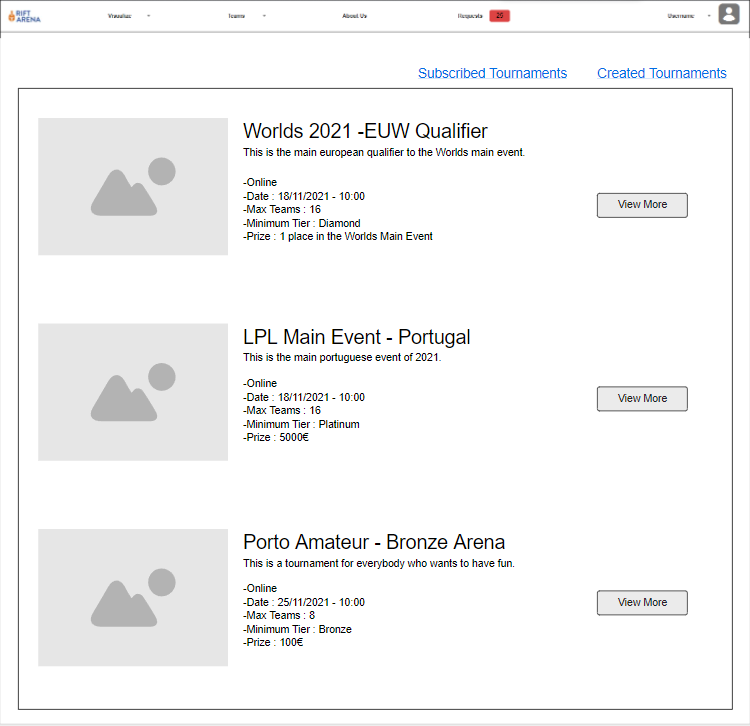 RIFT ARENA
Visualize Teams About Us Requests 25 Username
Subscribed Tournaments Created Tournaments
Worlds 2021 -EUW Qualifier
This is the main european qualifier to the Worlds main event.
-Online
-Date : 18/11/2021 - 10:00
View More
-Max Teams : 16
-Minimum Tier : Diamond
-Prize : 1 place in the Worlds Main Event
LPL Main Event - Portugal
This is the main portuguese event of 2021.
-Online
-Date : 18/11/2021 - 10:00
View More
-Max Teams : 16
-Minimum Tier : Platinum
-Prize : 5000€
Porto Amateur - Bronze Arena
This is a tournament for everybody who wants to have fun.
-Online
-Date : 25/11/2021 - 10:00
View More
-Max Teams : 8
-Minimum Tier : Bronze
-Prize : 100€